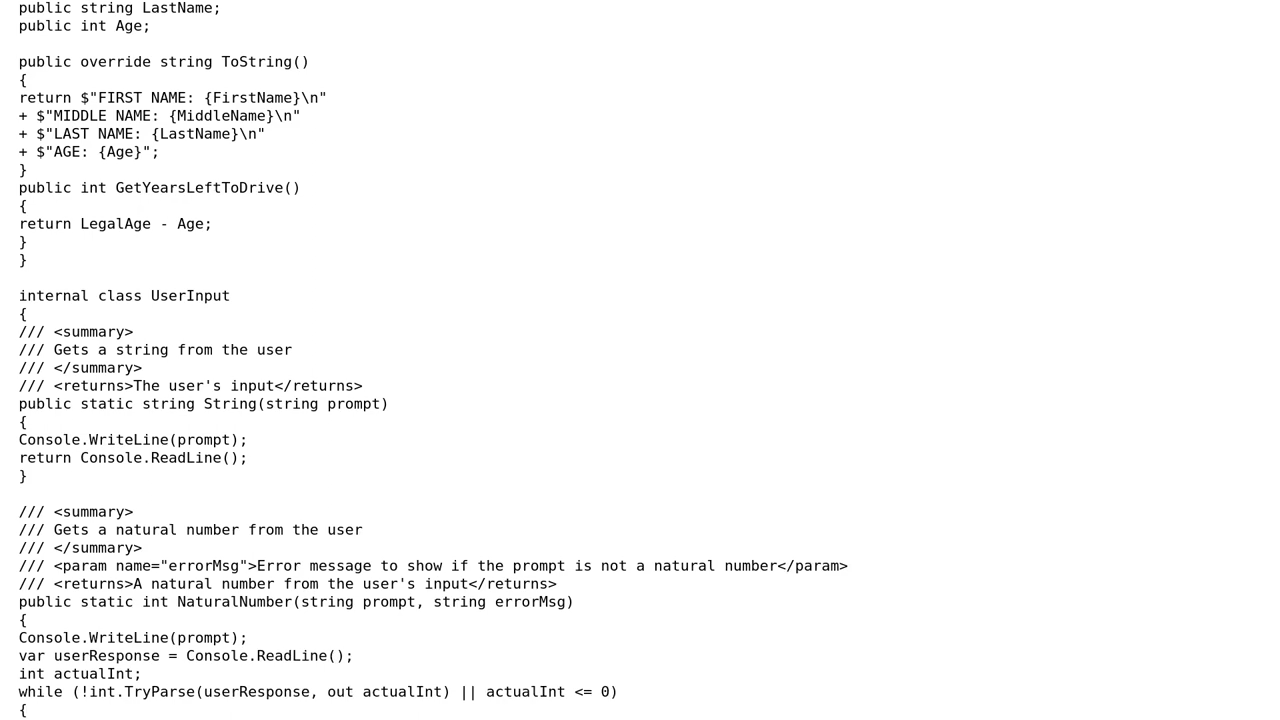 public string LastName;
public int Age;
public override string ToString()
{
return $"FIRST NAME: {FirstName}\n"
+ $"MIDDLE NAME: {MiddleName}\n"
+ $"LAST NAME: {LastName}\n"
+ $"AGE: {Age}";
}
public int GetYearsLeftToDrive()
{
return LegalAge - Age;
}
}
internal class UserInput
{
/// <summary>
/// Gets a string from the user
/// </summary>
/// <returns>The user's input</returns>
public static string String(string prompt)
{
Console.WriteLine(prompt);
return Console.ReadLine();
}
/// <summary>
/// Gets a natural number from the user
/// </summary>
/// <param name="errorMsg">Error message to show if the prompt is not a natural number</param>
/// <returns>A natural number from the user's input</returns>
public static int NaturalNumber(string prompt, string errorMsg)
{
Console.WriteLine(prompt);
var userResponse = Console.ReadLine();
int actualInt;
while (!int.TryParse(userResponse, out actualInt) || actualInt <= 0)
{